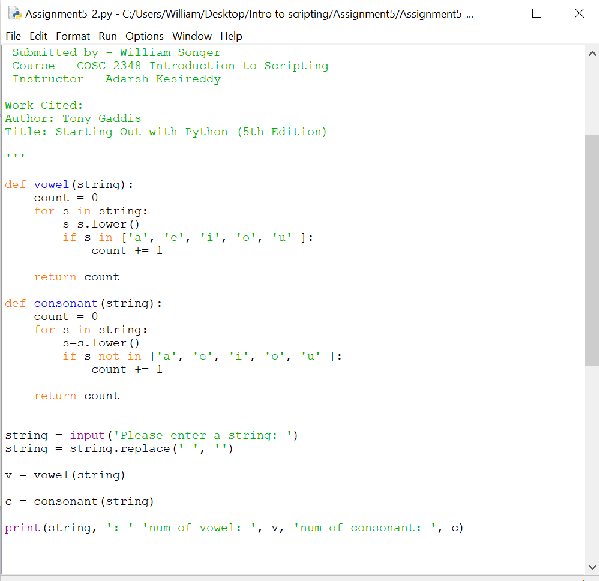 Assignment5-2.py - C:/Users/William/Desktop/Intro to scripting/Assignment5/Assignment5-...
File Edit Format Run Options Window Help
Submitted by - William Songer
Course - COSC 2348 Introduction to Scripting
Instructor - Adarsh Kesireddy
Work Cited:
Author: Tony Gaddis
Title: Starting Out with Python (5th Edition)
'''
def vowel(string):
    count = 0
    for s in string:
        s=s.lower()
        if s in ['a', 'e', 'i', 'o', 'u' ]:
            count += 1
    return count
def consonant(string):
    count = 0
    for s in string:
        s=s.lower()
        if s not in ['a', 'e', 'i', 'o', 'u' ]:
            count += 1
    return count
string = input('Please enter a string: ')
string = string.replace(' ', '')
v = vowel(string)
c = consonant(string)
print(string, ': ' 'num of vowel: ', v, 'num of consonant: ', c)